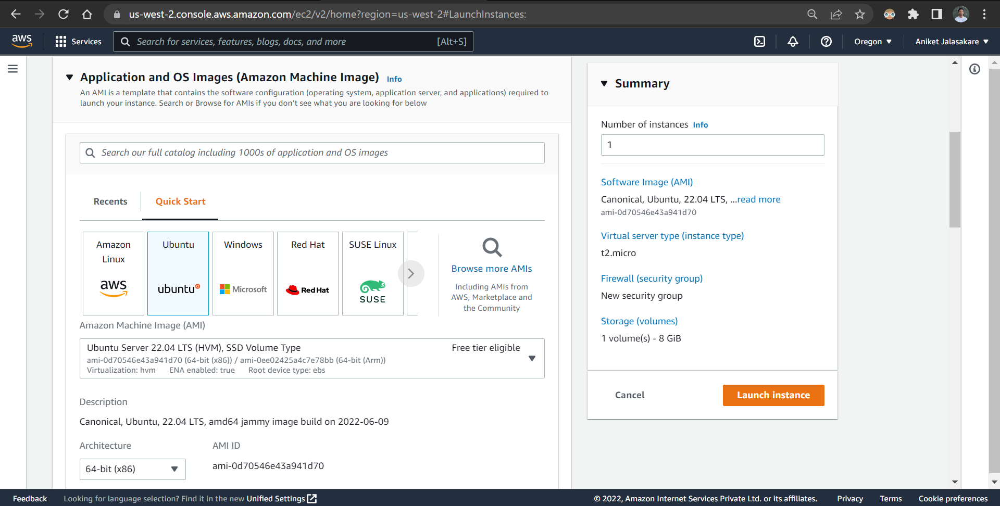 us-west-2.console.aws.amazon.com/ec2/v2/home?region=us-west-2#LaunchInstances:
aws
Services
Search for services, features, blogs, docs, and more
[Alt+S]
Oregon
Aniket Jalasakare
Application and OS Images (Amazon Machine Image)
Info
An AMI is a template that contains the software configuration (operating system, application server, and applications) required to
launch your instance. Search or Browse for AMIs if you don’t see what you are looking for below
Search our full catalog including 1000s of application and OS images
Recents
Quick Start
Amazon
Linux
aws
Ubuntu
ubuntu
Windows
Microsoft
Red Hat
Red Hat
SUSE Linux
SUSE
Browse more AMIs
Including AMIs from
AWS, Marketplace and
the Community
Amazon Machine Image (AMI)
Ubuntu Server 22.04 LTS (HVM), SSD Volume Type
Free tier eligible
ami-0d70546e43a941d70 (64-bit (x86)) / ami-0ee02425a4c7e78bb (64-bit (Arm))
Virtualization: hvm ENA enabled: true Root device type: ebs
Description
Canonical, Ubuntu, 22.04 LTS, amd64 jammy image build on 2022-06-09
Architecture
AMI ID
64-bit (x86)
ami-0d70546e43a941d70
Summary
Number of instances Info
1
Software Image (AMI)
Canonical, Ubuntu, 22.04 LTS, ...read more
ami-0d70546e43a941d70
Virtual server type (instance type)
t2.micro
Firewall (security group)
New security group
Storage (volumes)
1 volume(s) - 8 GiB
Cancel
Launch instance
Feedback
Looking for language selection? Find it in the new Unified Settings
© 2022, Amazon Internet Services Private Ltd. or its affiliates.
Privacy
Terms
Cookie preferences